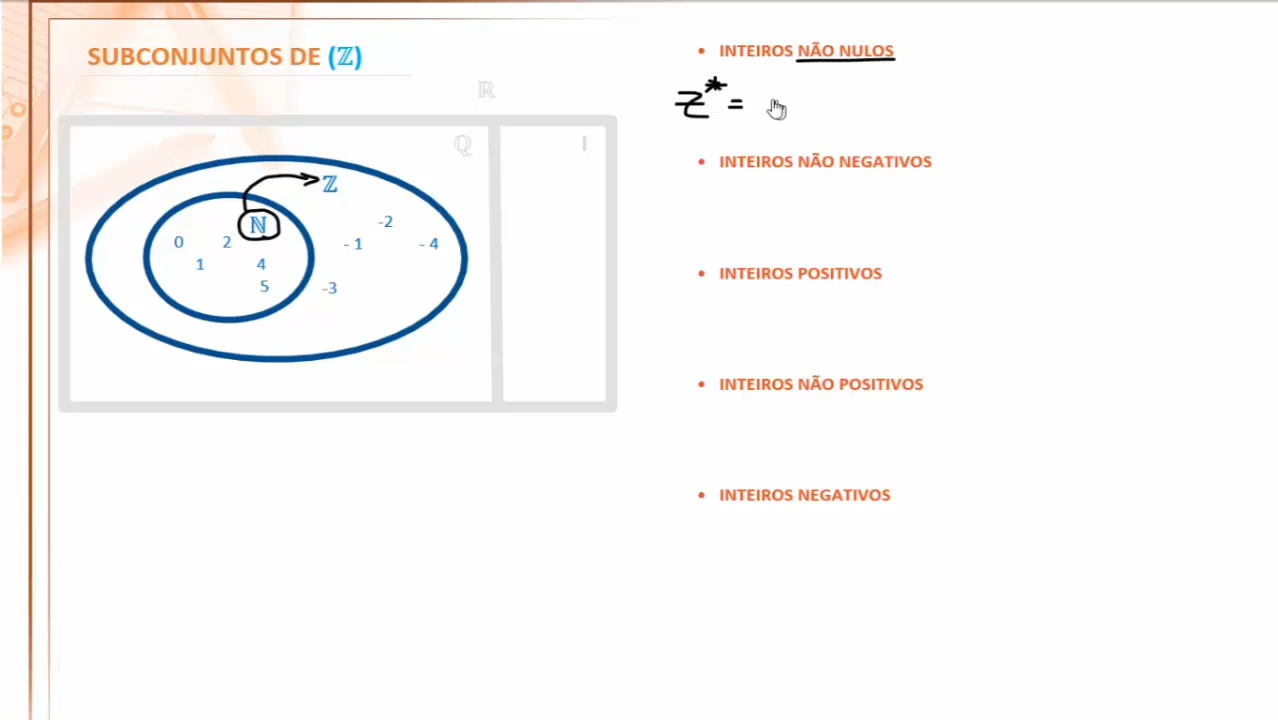 SUBCONJUNTOS DE (ℤ)
ℝ
ℚ
I
ℤ
ℕ
-2
0
2
- 1
- 4
1
4
5
-3
• INTEIROS NÃO NULOS
ℤ* =
• INTEIROS NÃO NEGATIVOS
• INTEIROS POSITIVOS
• INTEIROS NÃO POSITIVOS
• INTEIROS NEGATIVOS